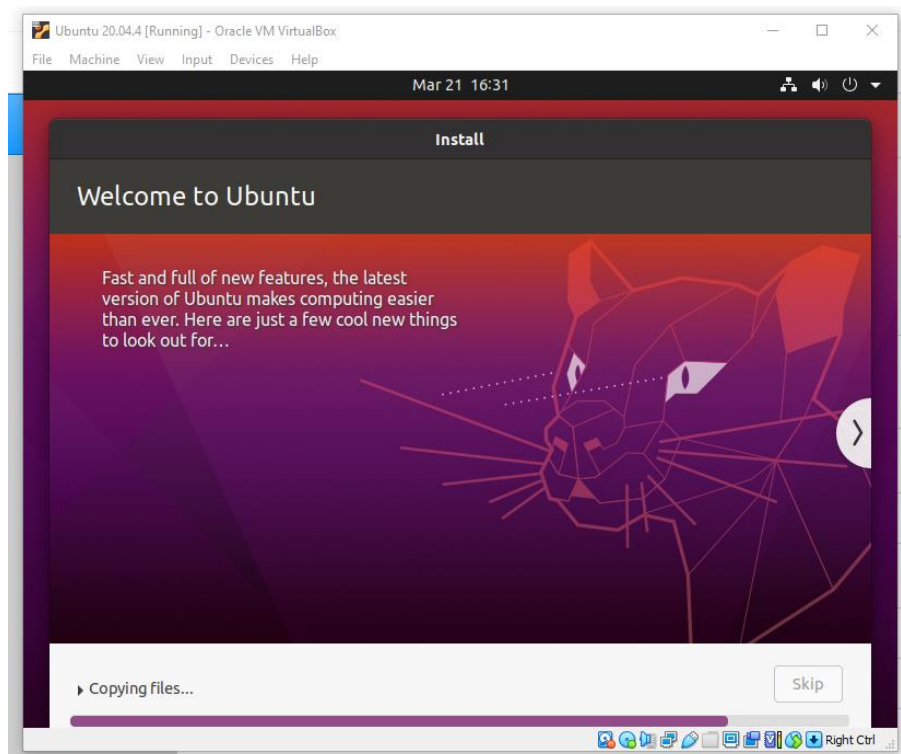 Ubuntu 20.04.4 [Running] - Oracle VM VirtualBox
File Machine View Input Devices Help
Mar 21 16:31
Install
Welcome to Ubuntu
Fast and full of new features, the latest
version of Ubuntu makes computing easier
than ever. Here are just a few cool new things
to look out for...
Copying files...
Skip
Right Ctrl